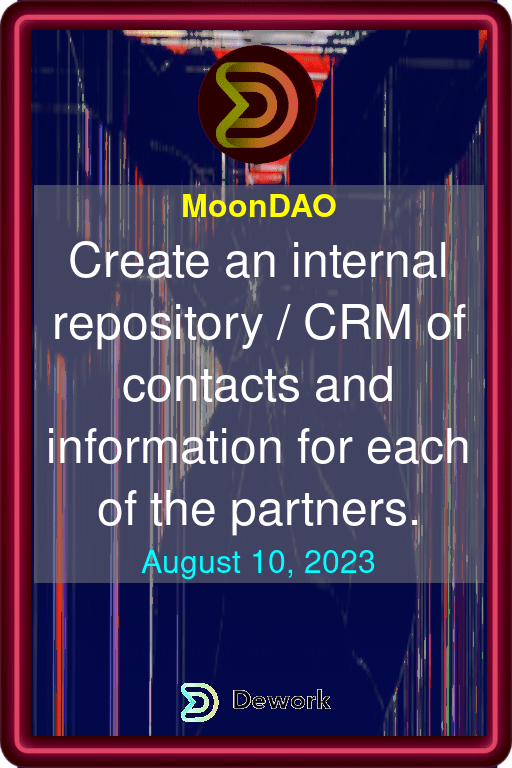 MoonDAO
Create an internal
repository / CRM of
contacts and
information for each
of the partners.
August 10, 2023
Dework